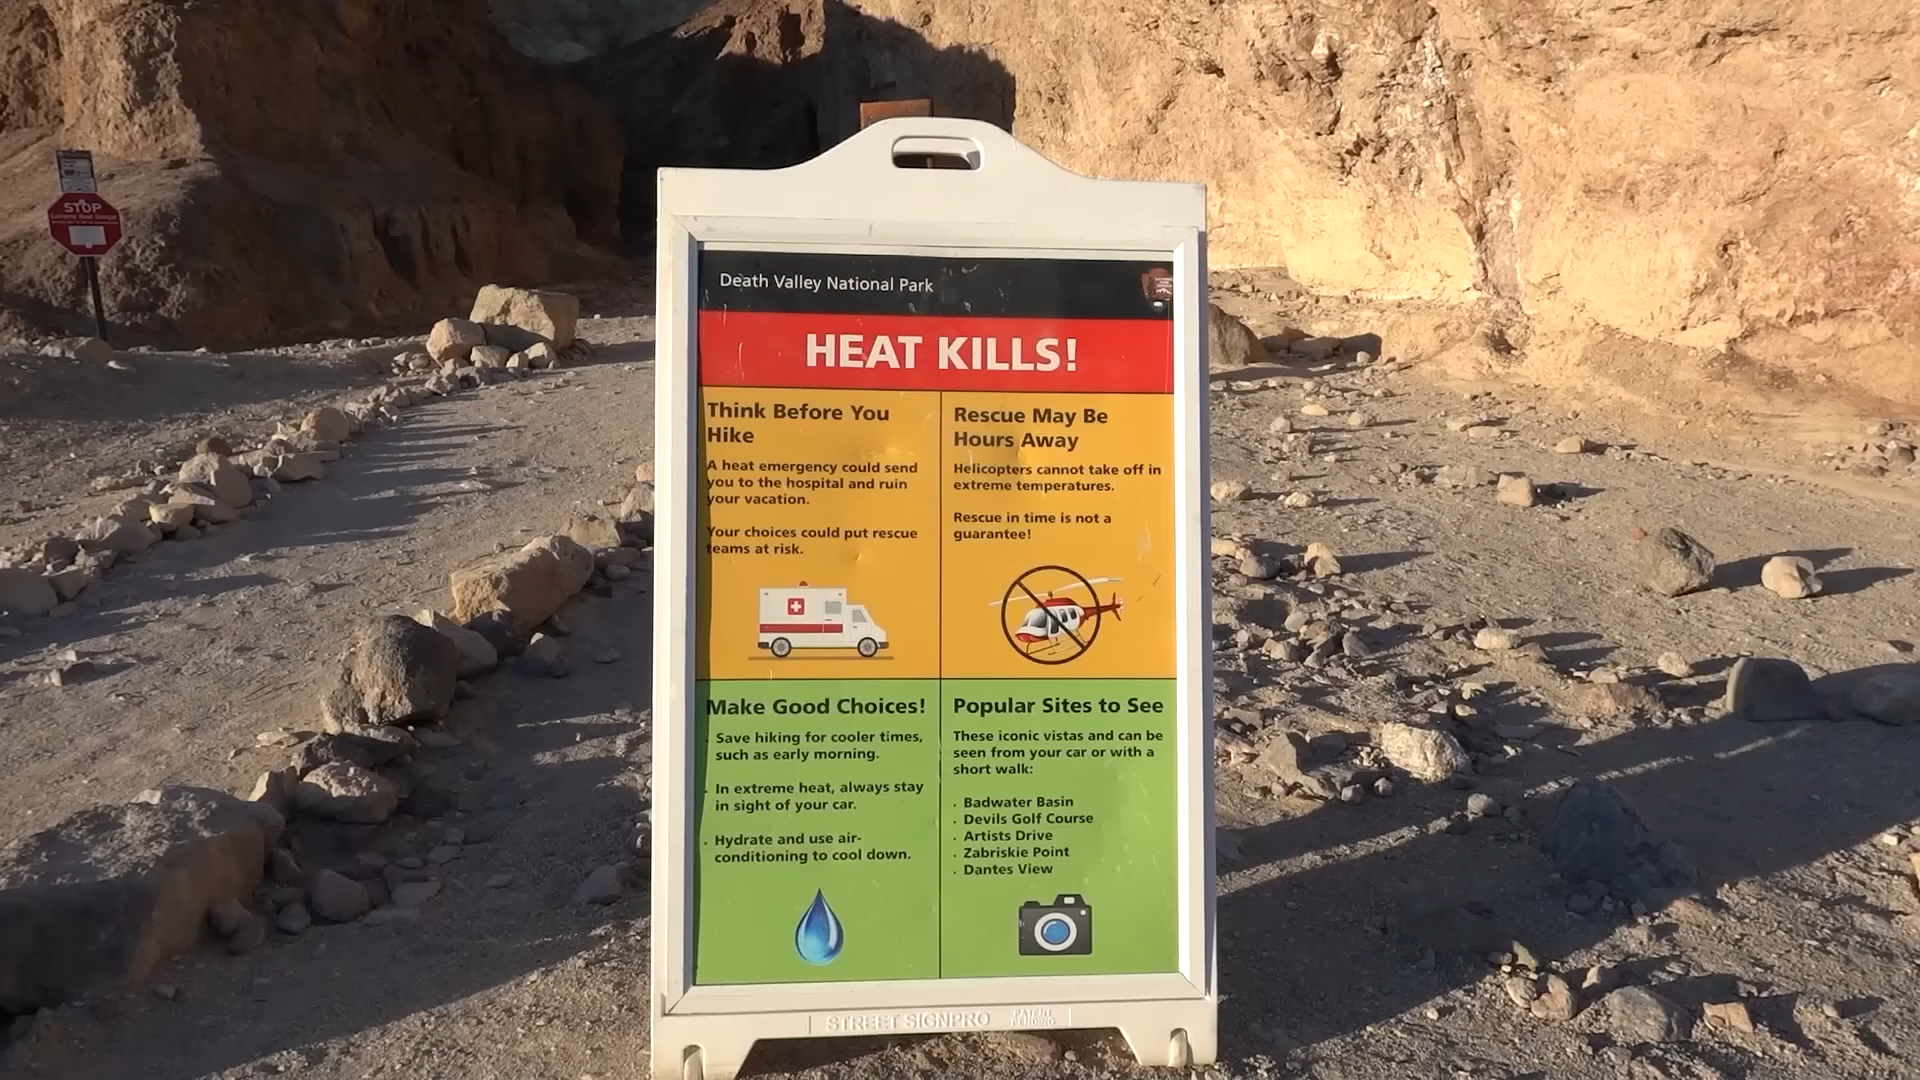 STOP
Extreme Heat Danger
Death Valley National Park
HEAT KILLS!
Think Before You
Hike
A heat emergency could send
you to the hospital and ruin
your vacation.
Your choices could put rescue
teams at risk.
Rescue May Be
Hours Away
Helicopters cannot take off in
extreme temperatures.
Rescue in time is not a
guarantee!
Make Good Choices!
. Save hiking for cooler times,
such as early morning.
. In extreme heat, always stay
in sight of your car.
. Hydrate and use air-
conditioning to cool down.
Popular Sites to See
These iconic vistas and can be
seen from your car or with a
short walk:
. Badwater Basin
. Devils Golf Course
. Artists Drive
. Zabriskie Point
. Dantes View
STREET SIGNPRO
PATENT
PENDING